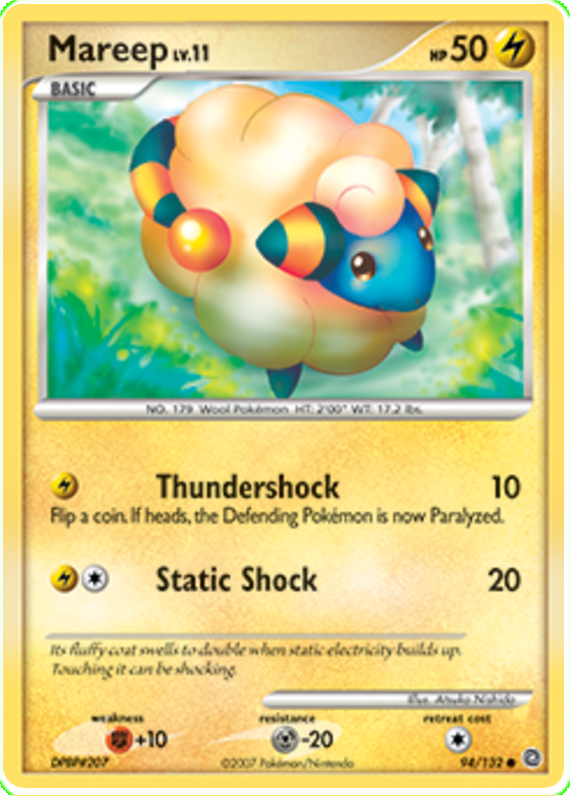 Mareep LV.11 HP 50
BASIC
NO. 179 Wool Pokémon HT: 2'00" WT: 17.2 lbs.
Thundershock 10
Flip a coin. If heads, the Defending Pokémon is now Paralyzed.
Static Shock 20
Its fluffy coat swells to double when static electricity builds up.
Touching it can be shocking.
Illus. Atsuko Nishida
weakness resistance retreat cost
+10 -20
DPBP#207 ©2007 Pokémon/Nintendo 94/132